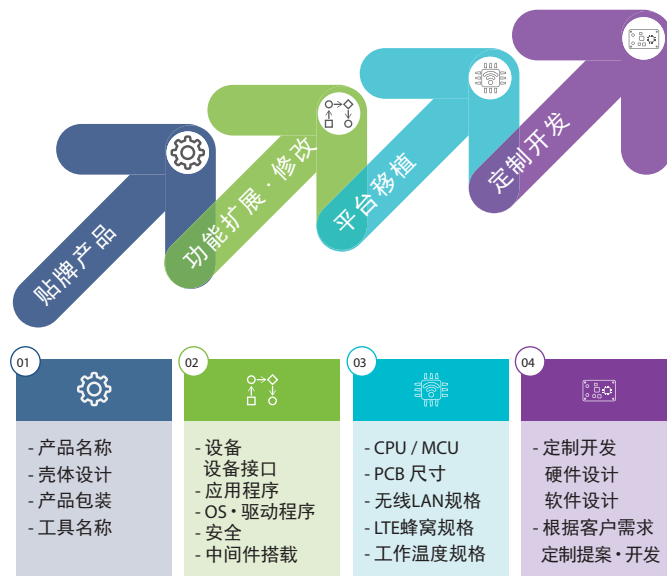 贴牌产品
功能扩展·修改
平台移植
定制开发
01
- 产品名称
- 壳体设计
- 产品包装
- 工具名称
02
- 设备
设备接口
- 应用程序
- OS・驱动程序
- 安全
- 中间件搭载
03
- CPU / MCU
- PCB 尺寸
- 无线LAN规格
- LTE蜂窝规格
- 工作温度规格
04
- 定制开发
硬件设计
软件设计
- 根据客户需求
定制提案・开发